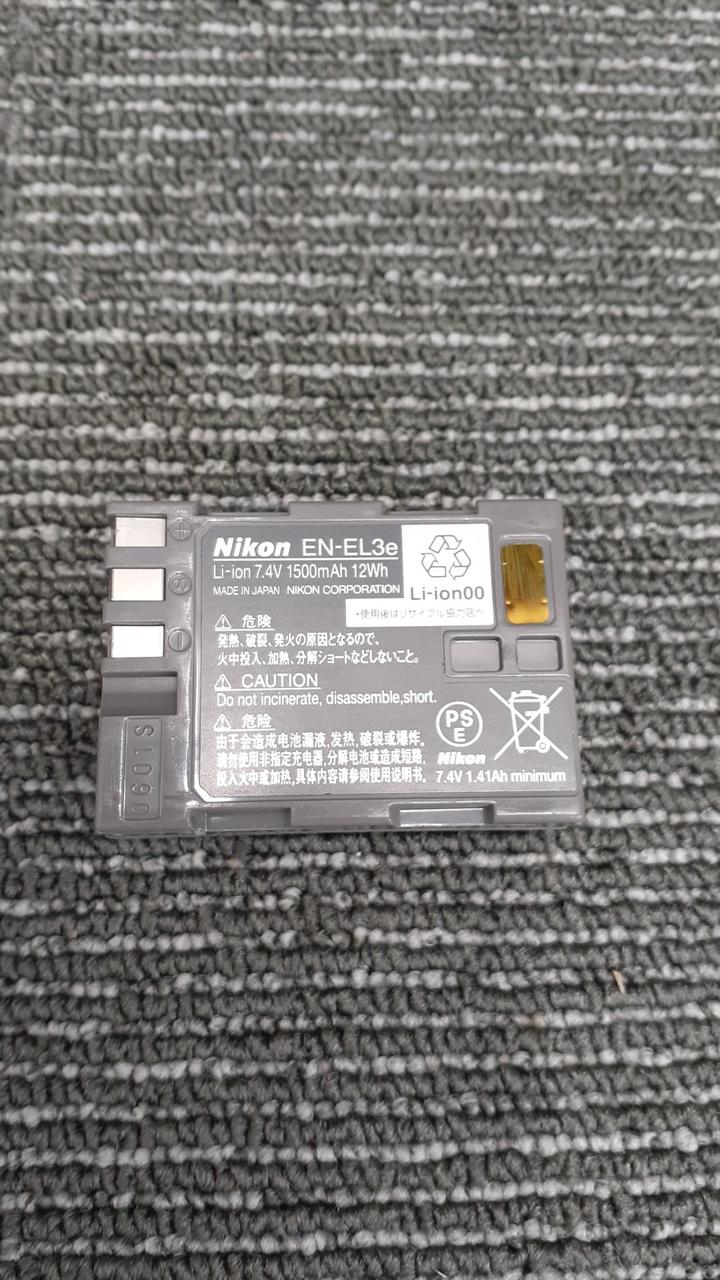 Nikon EN-EL3e
Li-ion 7.4V 1500mAh 12Wh
MADE IN JAPAN NIKON CORPORATION
Li-ion00
•使用後はリサイクル協力店へ
⚠ 危険
発熱、破裂、発火の原因となるので、
火中投入、加熱、分解ショートなどしないこと。
⚠ CAUTION
Do not incinerate, disassemble,short.
⚠ 危险
由于会造成电池漏液,发热,破裂或爆炸。
请勿使用非指定充电器,分解电池或造成短路,
投入火中或加热,具体内容请参阅使用说明书。
PS
E
Nikon
7.4V 1.41Ah minimum
+
S
−
U601S